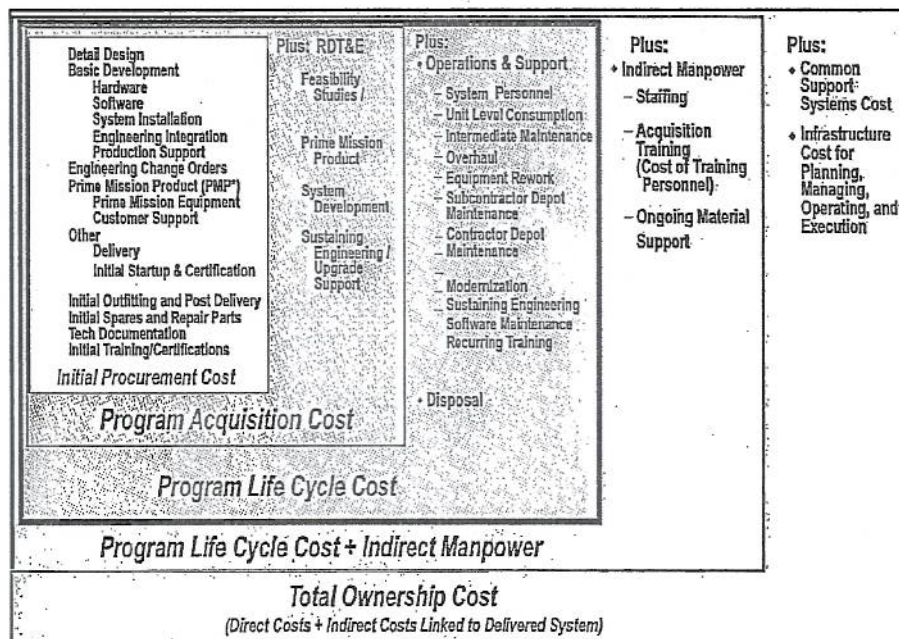 Detail Design
Basic Development
Hardware
Software
System Installation
Engineering Integration
Production Support
Engineering Change Orders
Prime Mission Product (PMP*)
Prime Mission Equipment
Customer Support
Other
Delivery
Initial Startup & Certification
Initial Outfitting and Post Delivery
Initial Spares and Repair Parts
Tech Documentation
Initial Training/Certifications
Initial Procurement Cost
Plus: RDT&E
Feasibility
Studies /
Prime Mission
Product
System
Development
Sustaining
Engineering /
Upgrade
Support
Program Acquisition Cost
Plus:
• Operations & Support
– System Personnel
– Unit Level Consumption
– Intermediate Maintenance
– Overhaul
– Equipment Rework
– Subcontractor Depot
Maintenance
– Contractor Depot
Maintenance
–
– Modernization
– Sustaining Engineering
Software Maintenance
Recurring Training
• Disposal
Program Life Cycle Cost
Plus:
♦ Indirect Manpower
– Staffing
– Acquisition
Training
(Cost of Training
Personnel)
– Ongoing Material
Support
Program Life Cycle Cost + Indirect Manpower
Plus:
♦ Common
Support
Systems Cost
♦ Infrastructure
Cost for
Planning,
Managing,
Operating, and
Execution
Total Ownership Cost
(Direct Costs + Indirect Costs Linked to Delivered System)